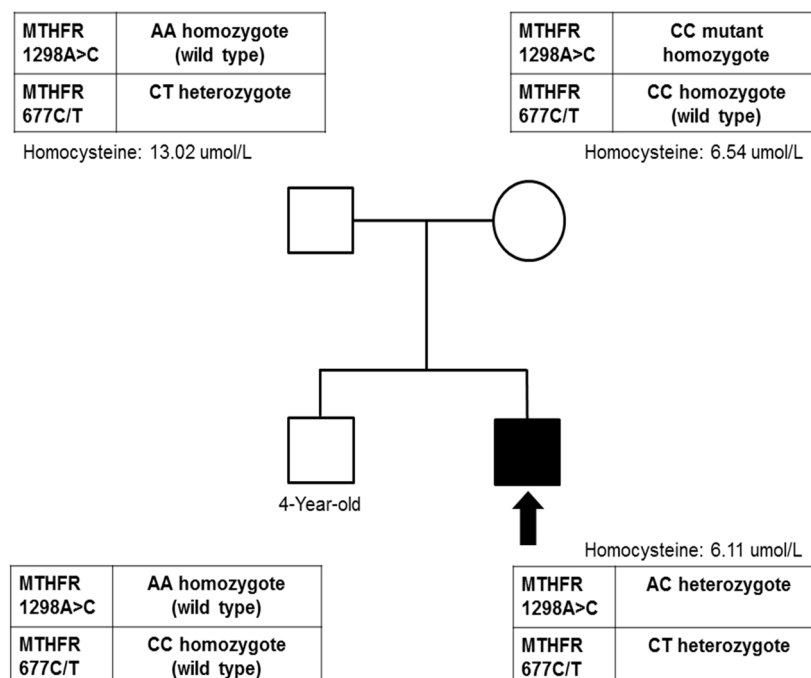 MTHFR 1298A>C AA homozygote (wild type)
MTHFR 677C/T CT heterozygote
Homocysteine: 13.02 umol/L
MTHFR 1298A>C CC mutant homozygote
MTHFR 677C/T CC homozygote (wild type)
Homocysteine: 6.54 umol/L
4-Year-old
MTHFR 1298A>C AA homozygote (wild type)
MTHFR 677C/T CC homozygote (wild type)
Homocysteine: 6.11 umol/L
MTHFR 1298A>C AC heterozygote
MTHFR 677C/T CT heterozygote